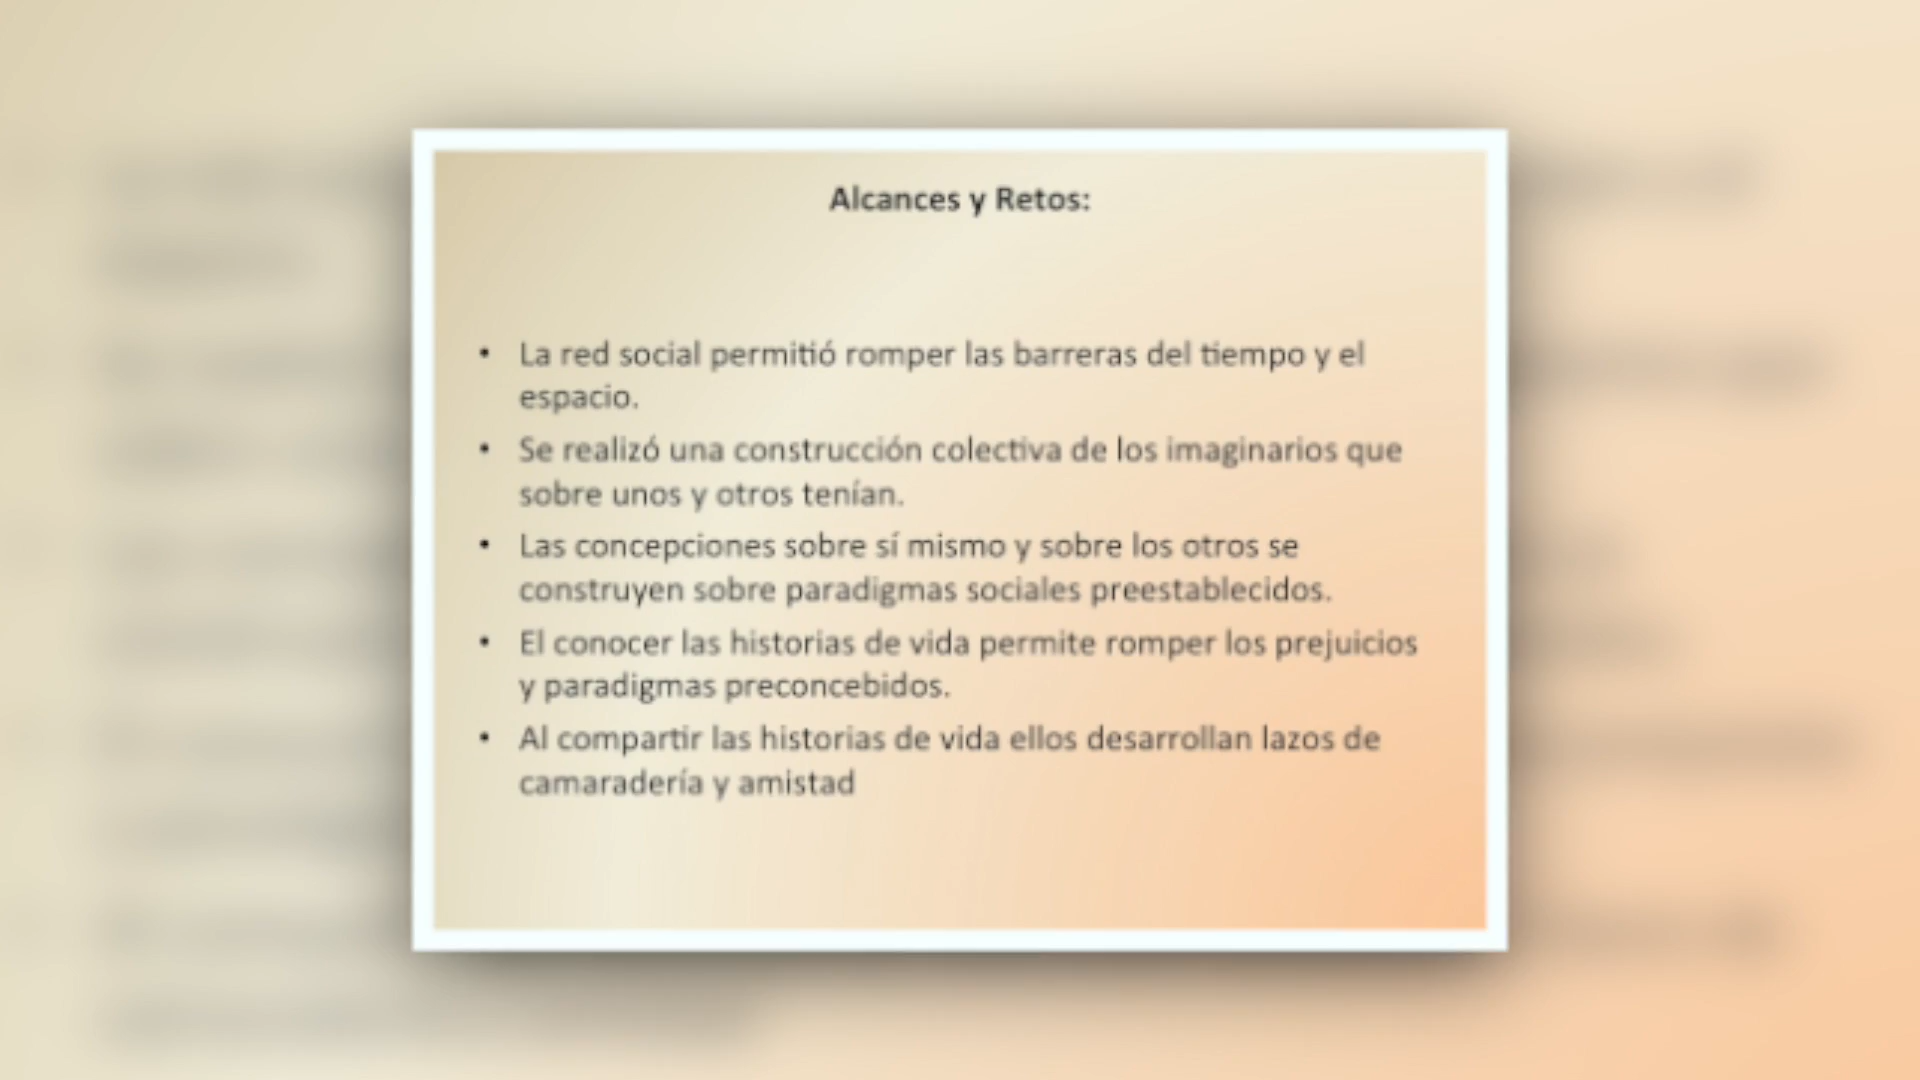 Alcances y Retos:
• La red social permitió romper las barreras del tiempo y el
espacio.
• Se realizó una construcción colectiva de los imaginarios que
sobre unos y otros tenían.
• Las concepciones sobre sí mismo y sobre los otros se
construyen sobre paradigmas sociales preestablecidos.
• El conocer las historias de vida permite romper los prejuicios
y paradigmas preconcebidos.
• Al compartir las historias de vida ellos desarrollan lazos de
camaradería y amistad